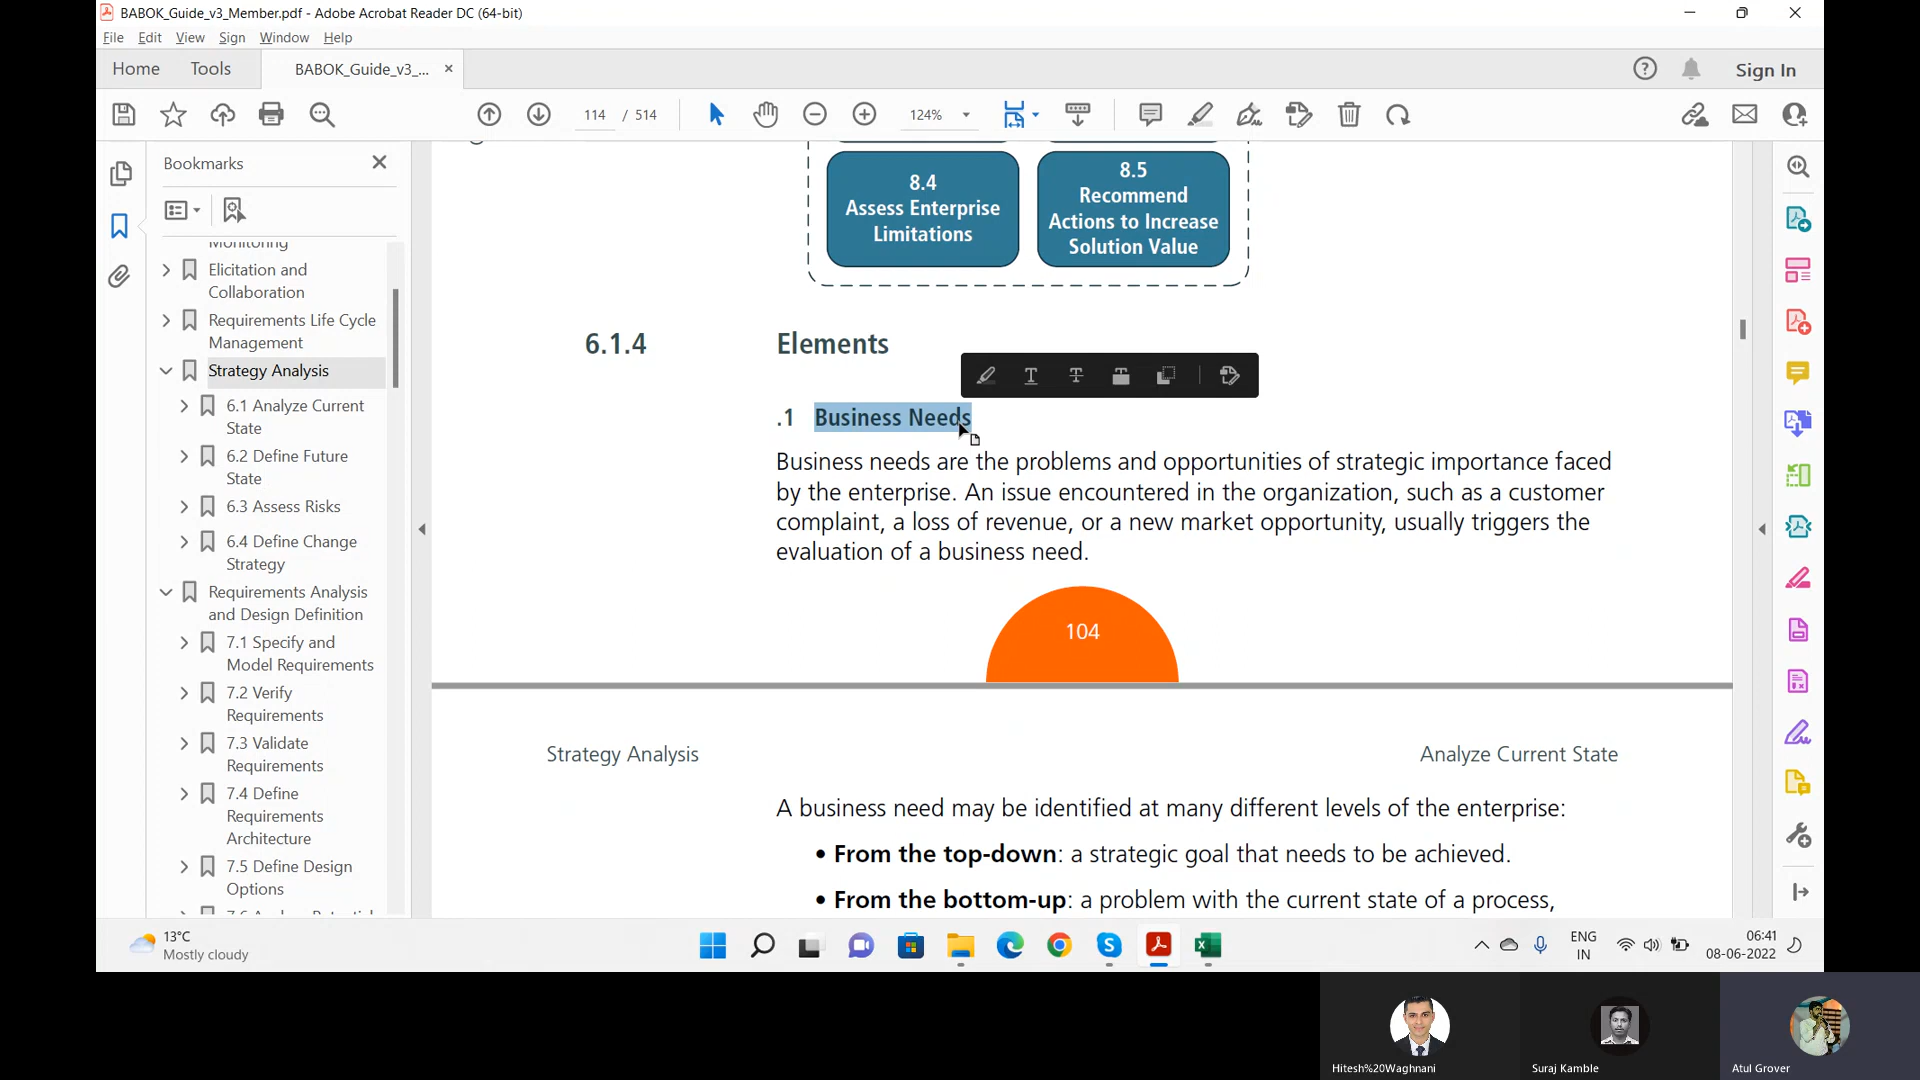 BABOK_Guide_v3_Member.pdf - Adobe Acrobat Reader DC (64-bit)
File Edit View Sign Window Help
Home Tools BABOK_Guide_v3_... × Sign In
114 / 514 124%
Bookmarks
Monitoring
Elicitation and
Collaboration
Requirements Life Cycle
Management
Strategy Analysis
6.1 Analyze Current
State
6.2 Define Future
State
6.3 Assess Risks
6.4 Define Change
Strategy
Requirements Analysis
and Design Definition
7.1 Specify and
Model Requirements
7.2 Verify
Requirements
7.3 Validate
Requirements
7.4 Define
Requirements
Architecture
7.5 Define Design
Options
8.4
Assess Enterprise
Limitations
8.5
Recommend
Actions to Increase
Solution Value
6.1.4 Elements
.1 Business Needs
Business needs are the problems and opportunities of strategic importance faced
by the enterprise. An issue encountered in the organization, such as a customer
complaint, a loss of revenue, or a new market opportunity, usually triggers the
evaluation of a business need.
104
Strategy Analysis Analyze Current State
A business need may be identified at many different levels of the enterprise:
• From the top-down: a strategic goal that needs to be achieved.
• From the bottom-up: a problem with the current state of a process,
13°C
Mostly cloudy
ENG
IN
06:41
08-06-2022
Hitesh%20Waghnani
Suraj Kamble
Atul Grover